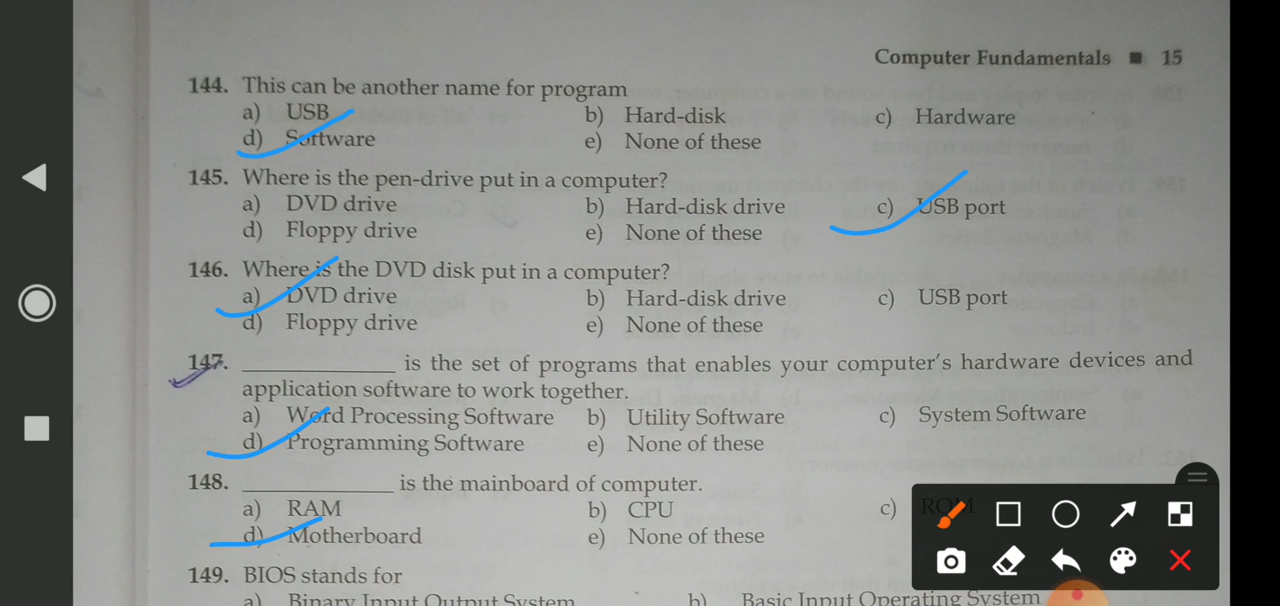 Computer Fundamentals ■ 15
144. This can be another name for program
a) USB b) Hard-disk c) Hardware
d) Software e) None of these
145. Where is the pen-drive put in a computer?
a) DVD drive b) Hard-disk drive c) USB port
d) Floppy drive e) None of these
146. Where is the DVD disk put in a computer?
a) DVD drive b) Hard-disk drive c) USB port
d) Floppy drive e) None of these
147. ____________ is the set of programs that enables your computer's hardware devices and
application software to work together.
a) Word Processing Software b) Utility Software c) System Software
d) Programming Software e) None of these
148. ____________ is the mainboard of computer.
a) RAM b) CPU c) ROM
d) Motherboard e) None of these
149. BIOS stands for
a) Binary Input Output System b) Basic Input Operating System